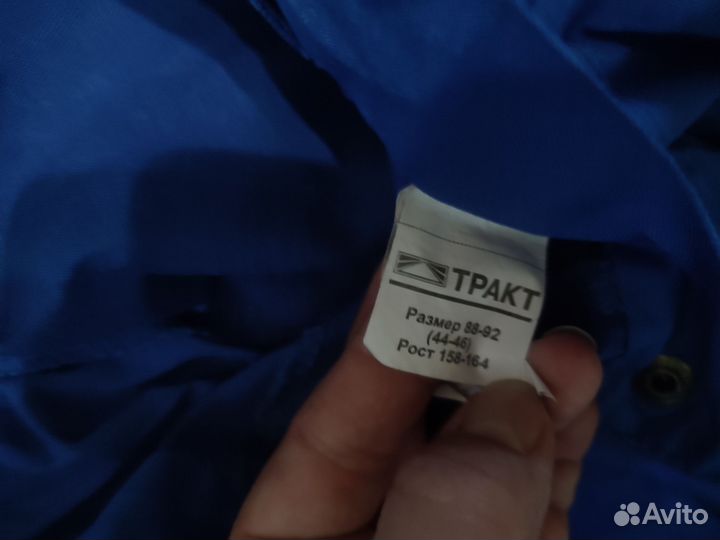 ТРАКТ
Размер 88-92
(44-46)
Рост 158-164
Avito